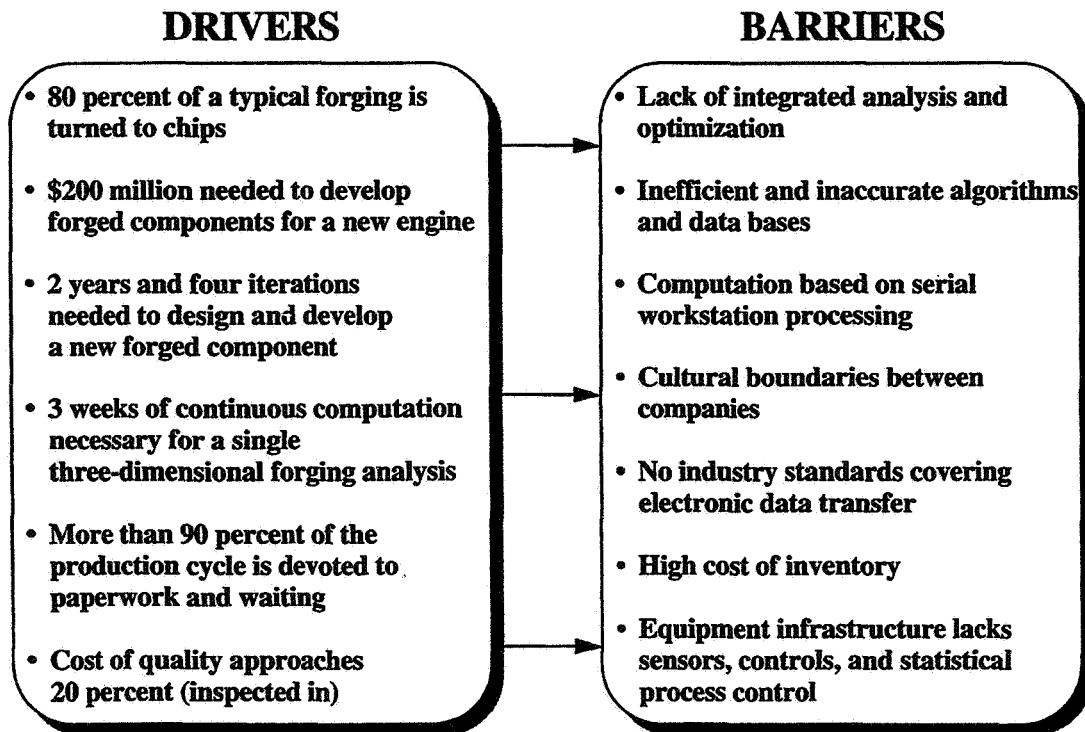 DRIVERS
• 80 percent of a typical forging is
turned to chips
• $200 million needed to develop
forged components for a new engine
• 2 years and four iterations
needed to design and develop
a new forged component
• 3 weeks of continuous computation
necessary for a single
three-dimensional forging analysis
• More than 90 percent of the
production cycle is devoted to
paperwork and waiting
• Cost of quality approaches
20 percent (inspected in)
BARRIERS
• Lack of integrated analysis and
optimization
• Inefficient and inaccurate algorithms
and data bases
• Computation based on serial
workstation processing
• Cultural boundaries between
companies
• No industry standards covering
electronic data transfer
• High cost of inventory
• Equipment infrastructure lacks
sensors, controls, and statistical
process control